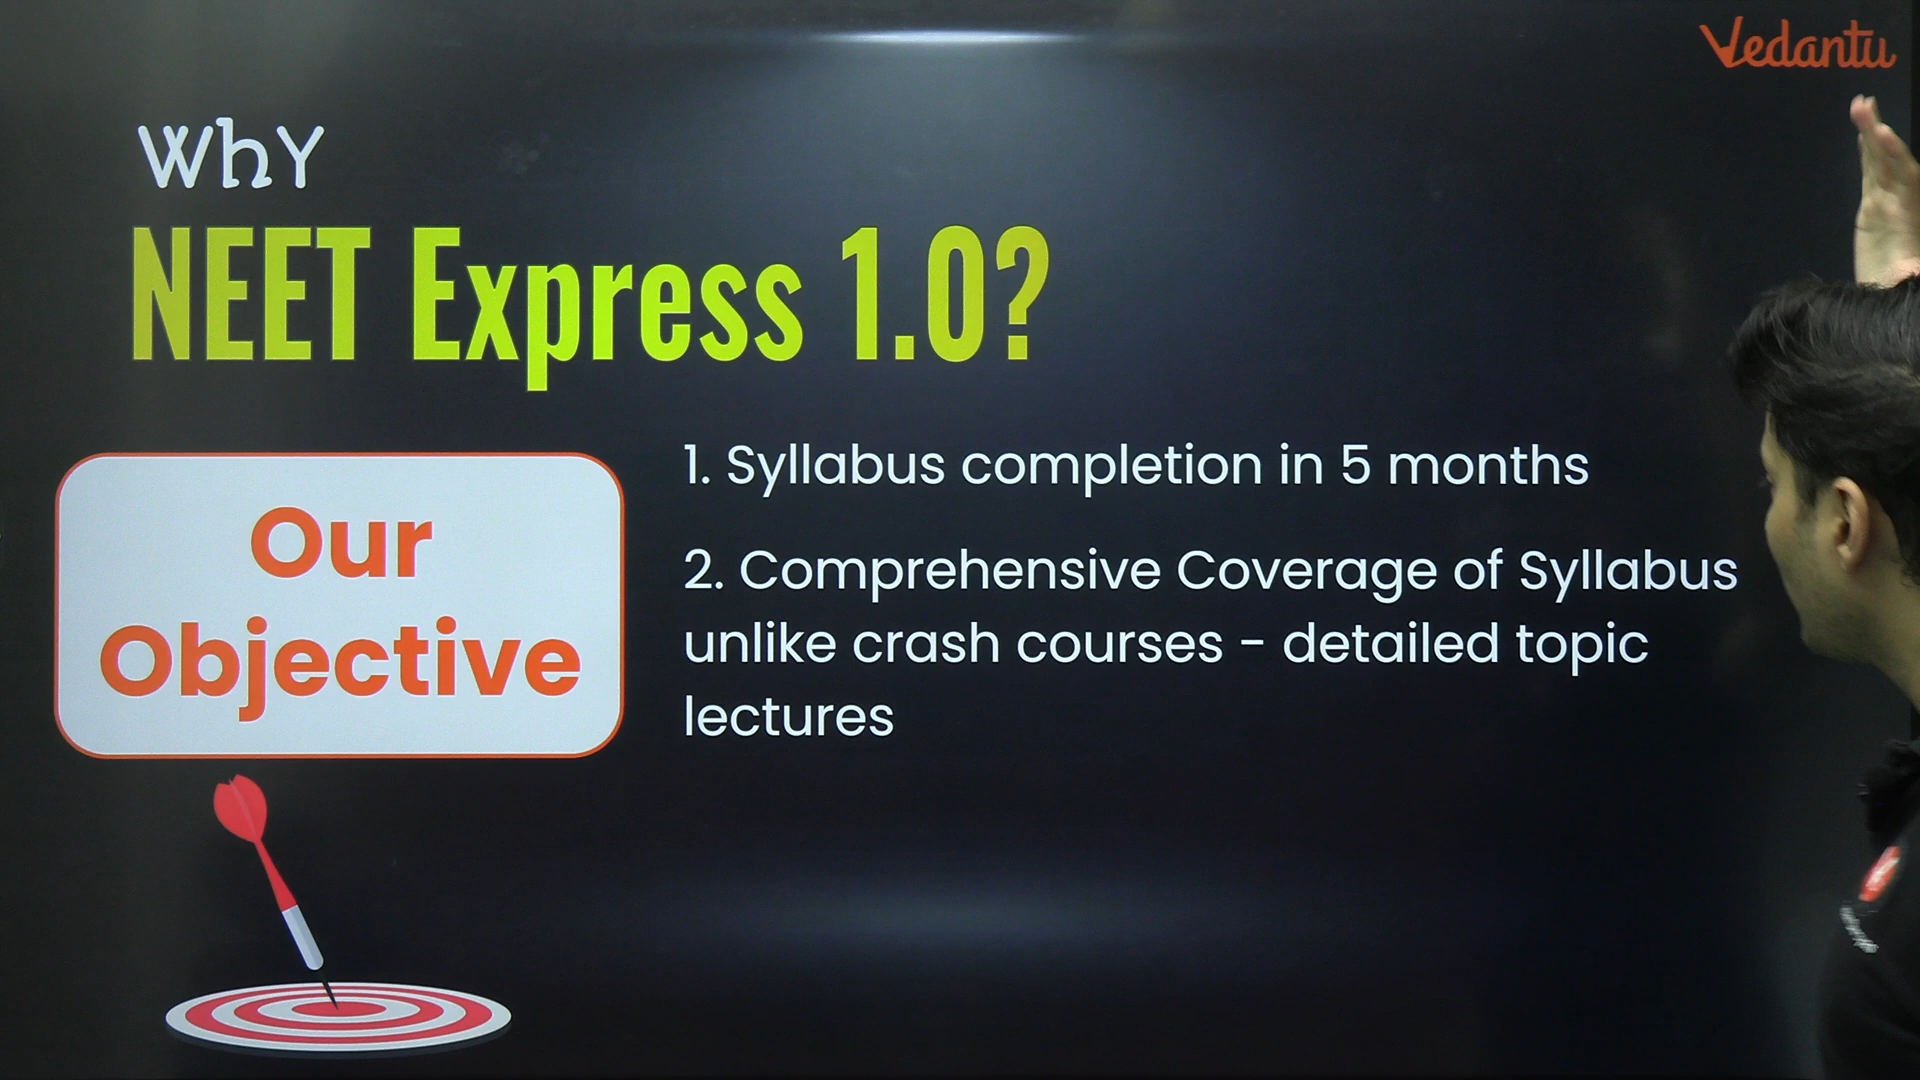 Vedantu
WhY
NEET Express 1.0?
Our
Objective
1. Syllabus completion in 5 months
2. Comprehensive Coverage of Syllabus
unlike crash courses - detailed topic
lectures